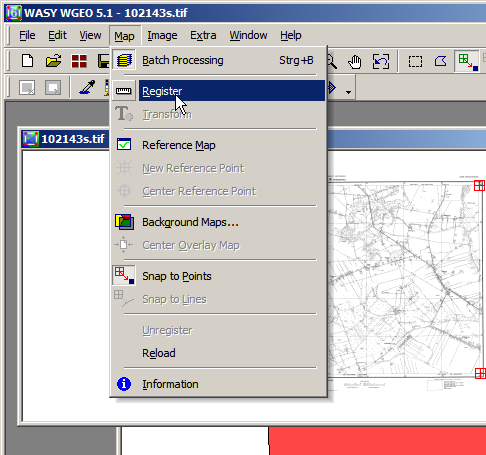 WASY WGEO 5.1 - 102143s.tif
File Edit View Map Image Extra Window Help
Batch Processing Strg+B
Register
Transform
102143s.tif
Reference Map
New Reference Point
Center Reference Point
Background Maps...
Center Overlay Map
Snap to Points
Snap to Lines
Unregister
Reload
Information